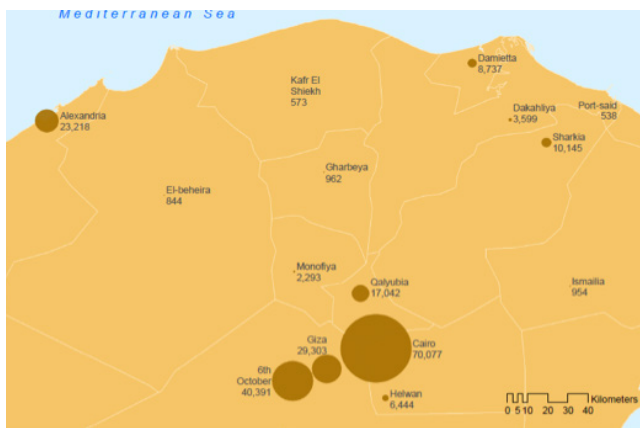 Mediterranean Sea
Damietta
8,737
Kafr El
Shiekh
573
Dakahliya
3,599
Port-said
538
Alexandria
23,218
Sharkia
10,145
Gharbeya
962
El-beheira
844
Monofiya
2,293
Qalyubia
17,042
Ismailia
954
Giza
29,303
Cairo
70,077
6th
October
40,391
Helwan
6,444
Kilometers
0 5 10 20 30 40